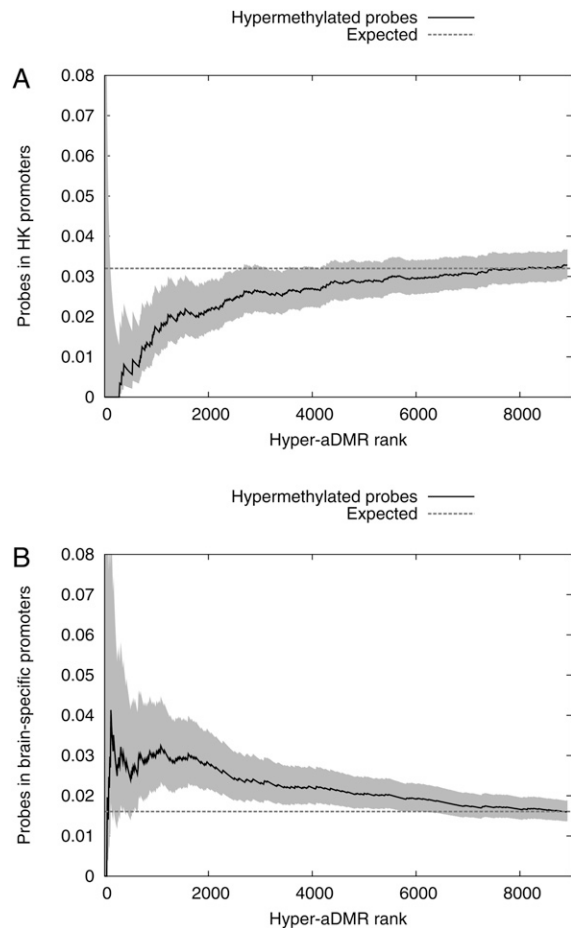 Hypermethylated probes
Expected
A
Probes in HK promoters
0.08
0.07
0.06
0.05
0.04
0.03
0.02
0.01
0
0 2000 4000 6000 8000
Hyper-aDMR rank
Hypermethylated probes
Expected
B
Probes in brain-specific promoters
0.08
0.07
0.06
0.05
0.04
0.03
0.02
0.01
0
0 2000 4000 6000 8000
Hyper-aDMR rank